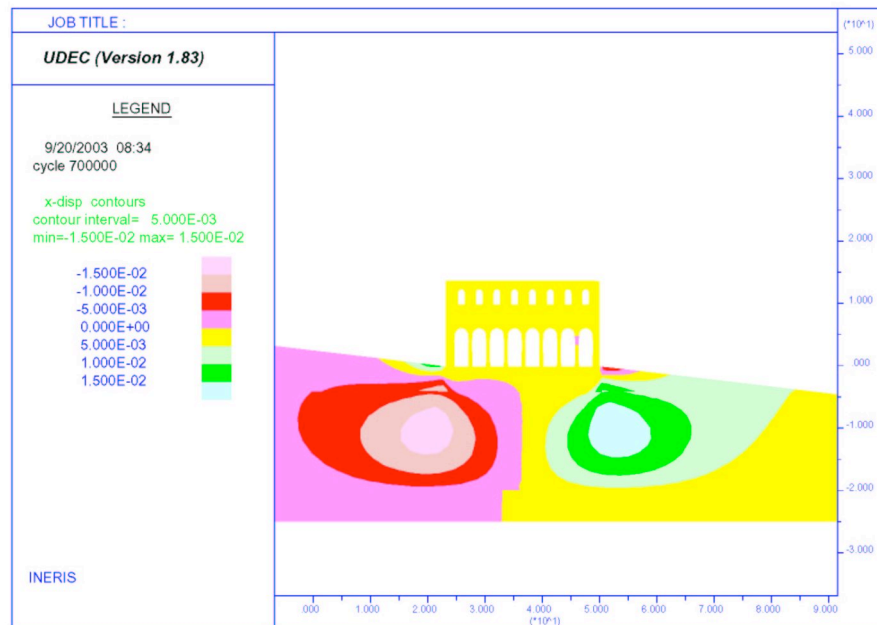 JOB TITLE :
(*10^1)
UDEC (Version 1.83)
LEGEND
9/20/2003 08:34
cycle 700000
x-disp contours
contour interval= 5.000E-03
min=-1.500E-02 max= 1.500E-02
-1.500E-02
-1.000E-02
-5.000E-03
0.000E+00
5.000E-03
1.000E-02
1.500E-02
INERIS
5.000
4.000
3.000
2.000
1.000
.000
-1.000
-2.000
-3.000
.000
1.000
2.000
3.000
4.000
5.000
6.000
7.000
8.000
9.000
(*10^1)